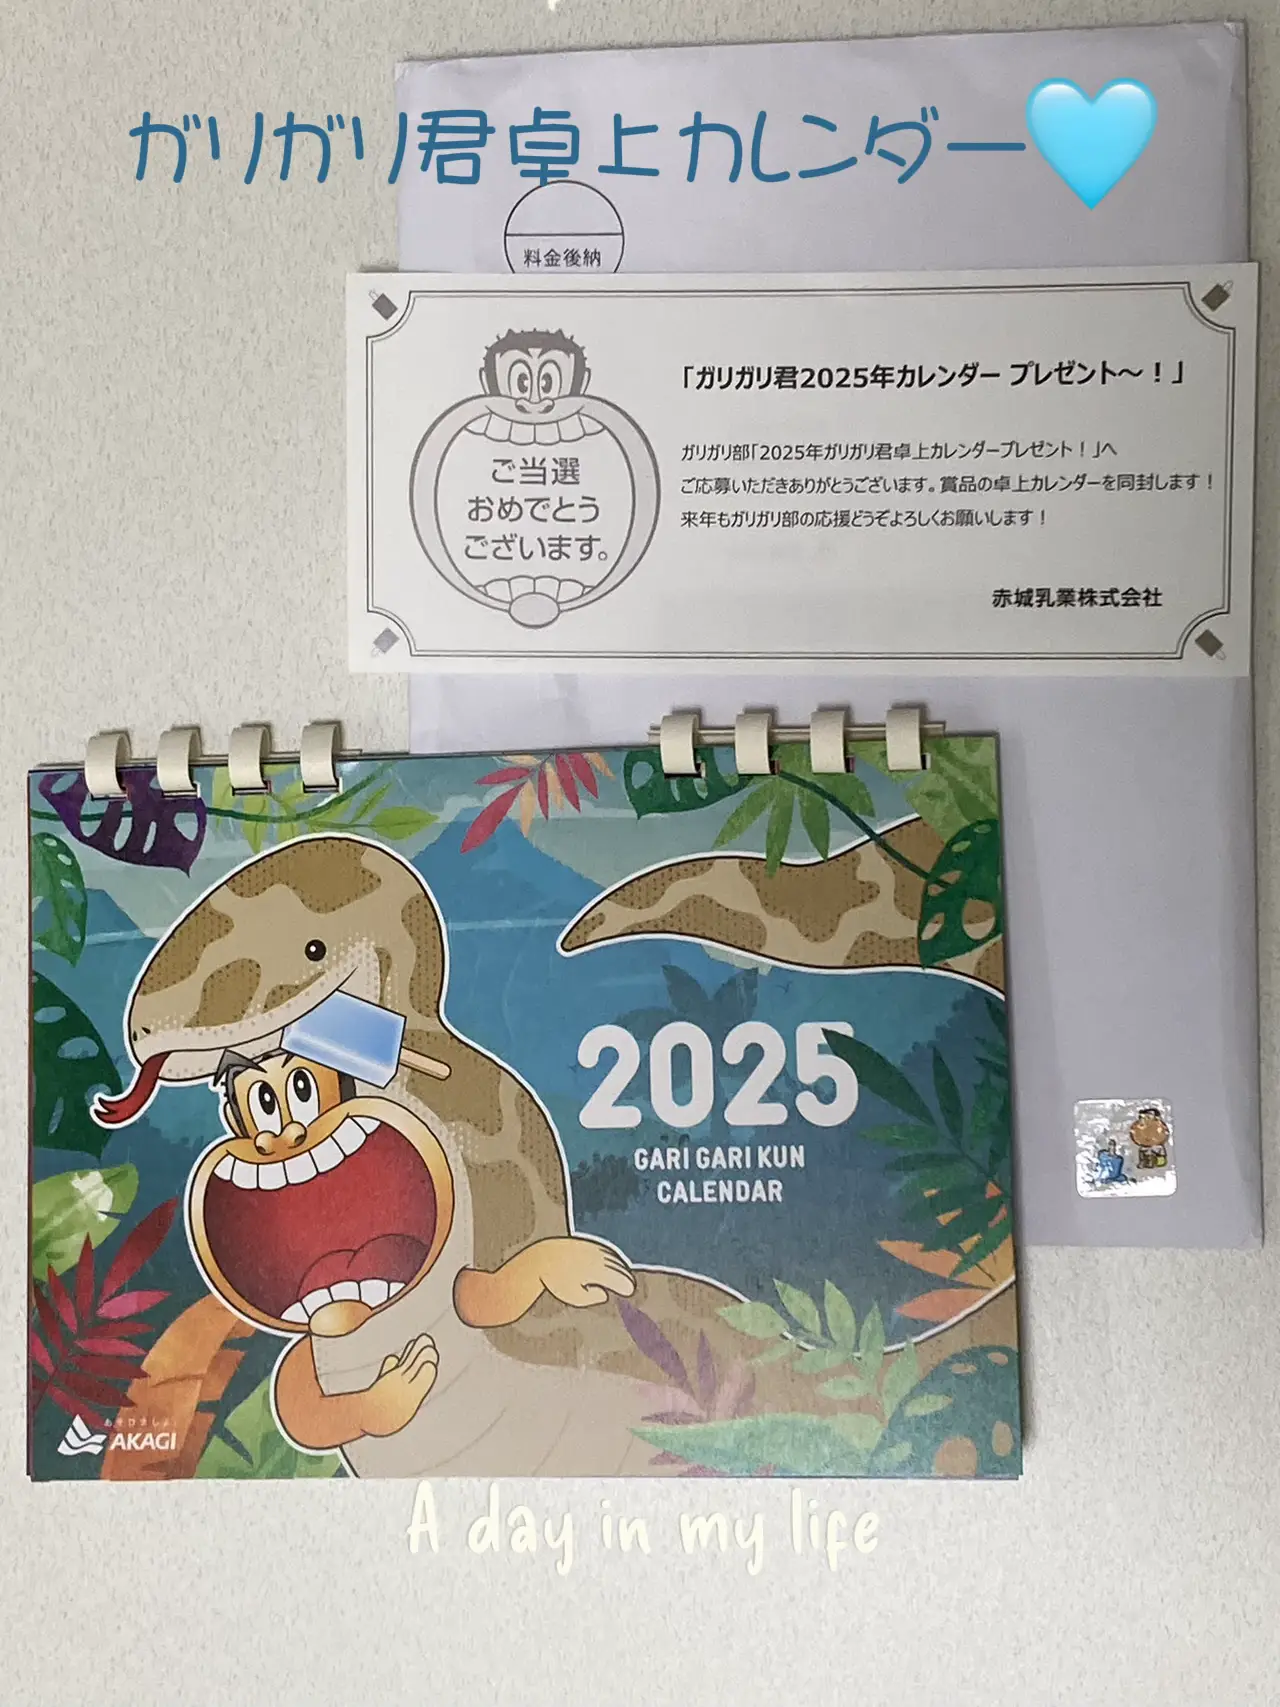 ガリガリ君卓上カレンダー🩵
料金後納
「ガリガリ君2025年カレンダー プレゼント～！」
ご当選
おめでとう
ございます。
ガリガリ部「2025年ガリガリ君卓上カレンダープレゼント！」へ
ご応募いただきありがとうございます。賞品の卓上カレンダーを同封します！
来年もガリガリ部の応援どうぞよろしくお願いします！
赤城乳業株式会社
2025
GARI GARI KUN
CALENDAR
あそびましょ。
AKAGI
A day in my life